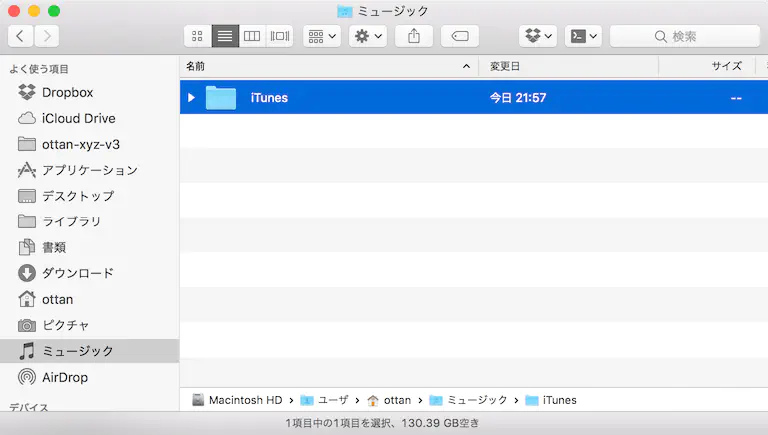 ミュージック
検索
よく使う項目
Dropbox
iCloud Drive
ottan-xyz-v3
アプリケーション
デスクトップ
ライブラリ
書類
ダウンロード
ottan
ピクチャ
ミュージック
AirDrop
デバイス
名前 変更日 サイズ
iTunes 今日 21:57 --
Macintosh HD ユーザ ottan ミュージック iTunes
1項目中の1項目を選択、130.39 GB空き